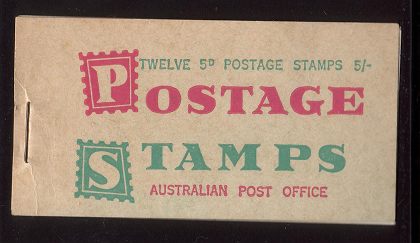 TWELVE 5D POSTAGE STAMPS 5/-
POSTAGE
STAMPS
AUSTRALIAN POST OFFICE